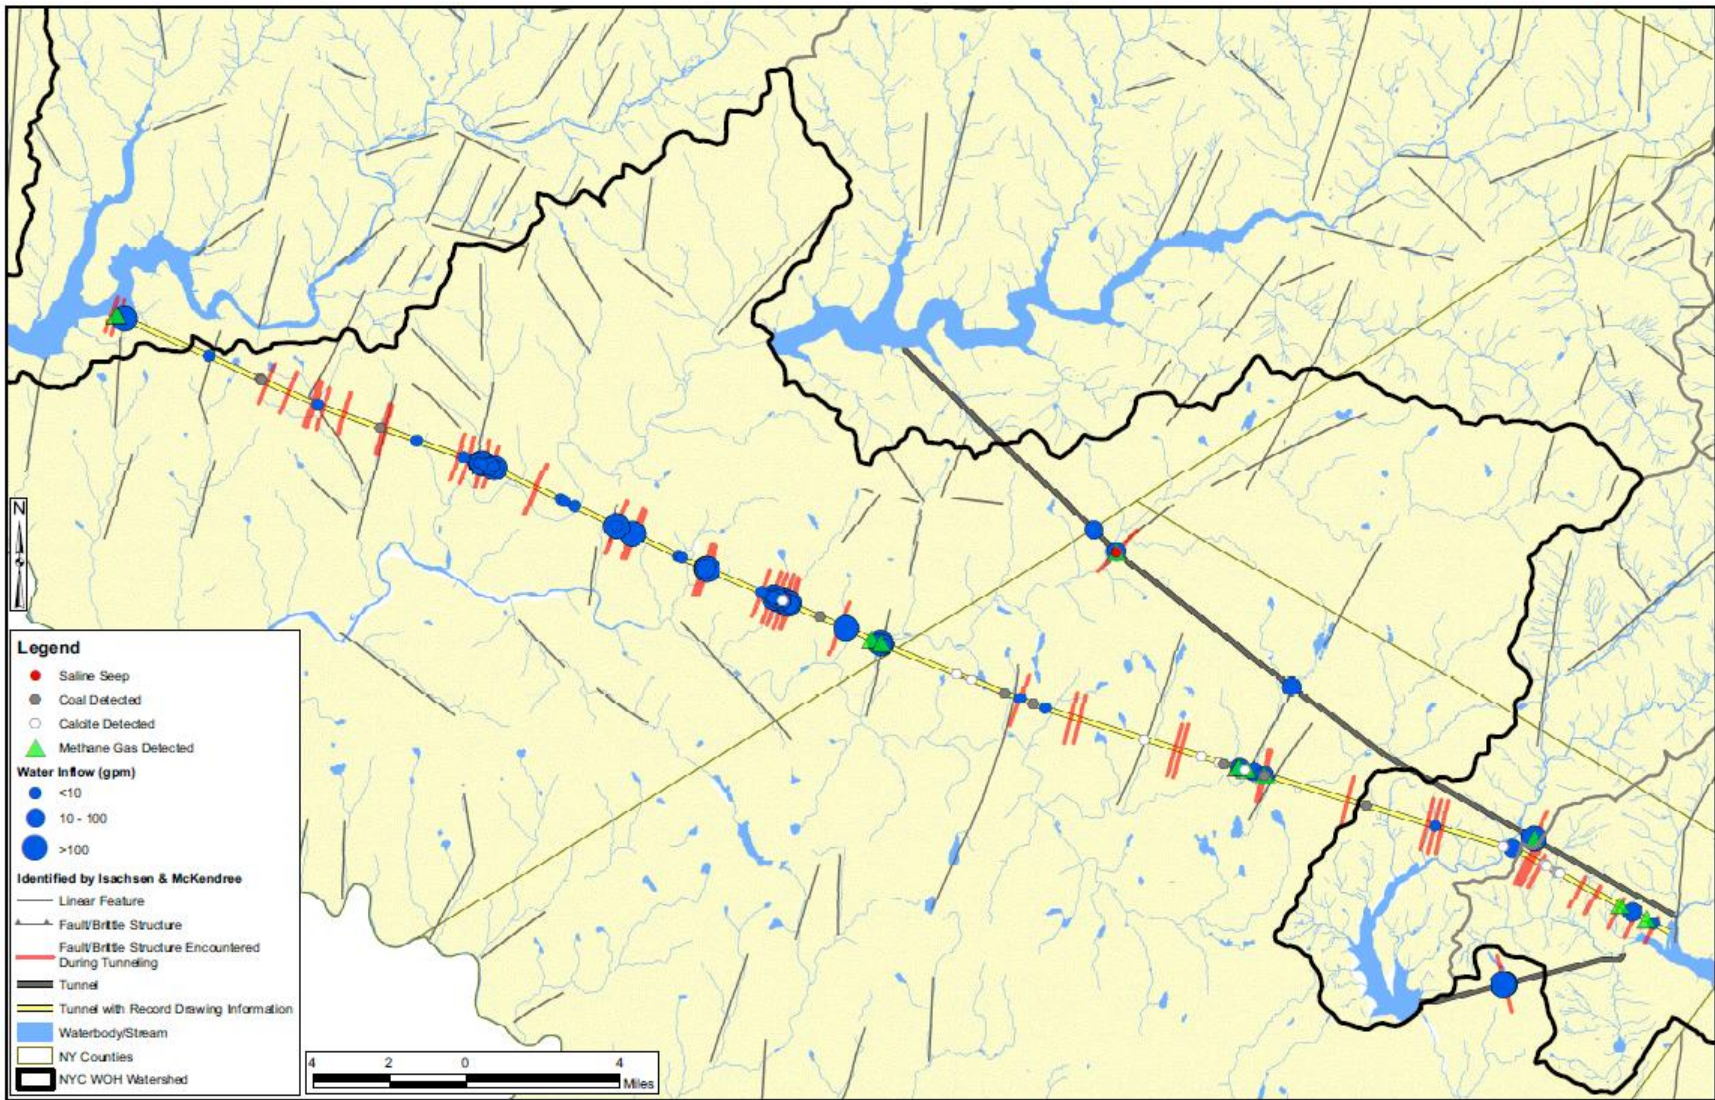 N
Legend
Saline Seep
Coal Detected
Calcite Detected
Methane Gas Detected
Water Inflow (gpm)
<10
10 - 100
>100
Identified by Isachsen & McKendree
Linear Feature
Fault/Brittle Structure
Fault/Brittle Structure Encountered
During Tunneling
Tunnel
Tunnel with Record Drawing Information
Waterbody/Stream
NY Counties
NYC WOH Watershed
4 2 0 4
Miles